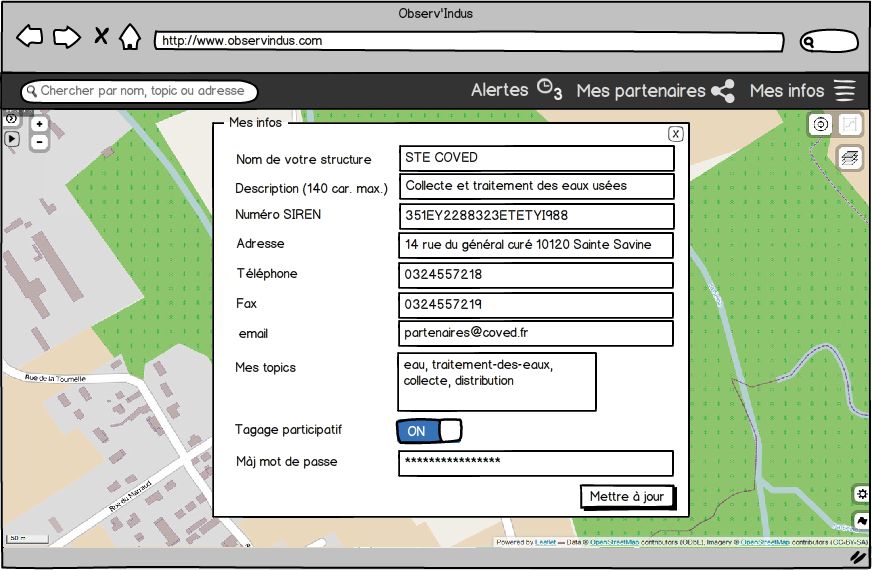 Observ'Indus
http://www.observindus.com
Chercher par nom, topic ou adresse
Alertes 3 Mes partenaires Mes infos
Mes infos
X
Nom de votre structure STE COVED
Description (140 car. max.) Collecte et traitement des eaux usées
Numéro SIREN 351EY2288323ETETYI988
Adresse 14 rue du général curé 10120 Sainte Savine
Téléphone 0324557218
Fax 0324557219
email partenaires@coved.fr
Mes topics eau, traitement-des-eaux,
collecte, distribution
Tagage participatif ON
Màj mot de passe ****************
Mettre à jour
Rue de la Tournelle
Rue du Marraud
50 m
Powered by Leaflet — Data © OpenStreetMap contributors (ODbL), Imagery © OpenStreetMap contributors (CC-BY-SA)